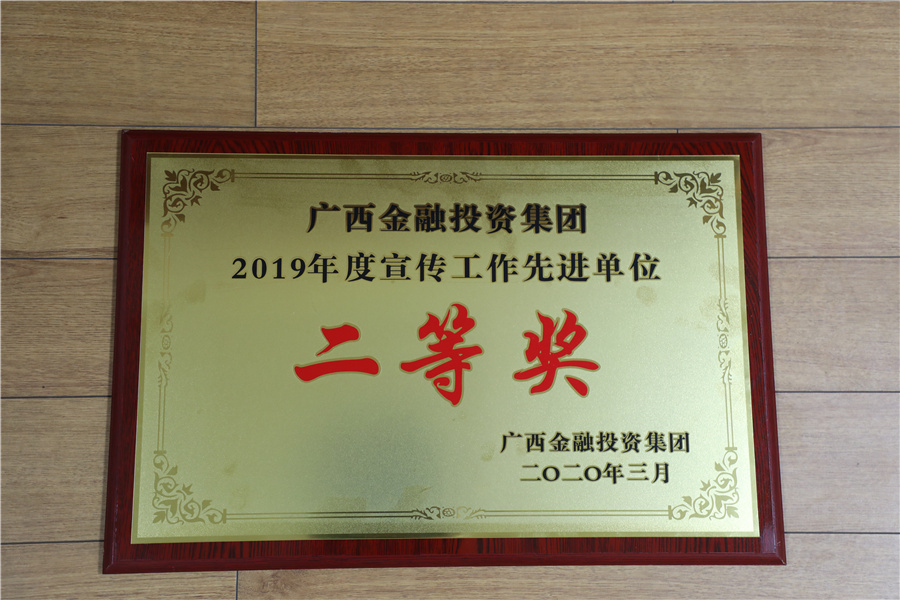 广西金融投资集团
2019年度宣传工作先进单位
二等奖
广西金融投资集团
二〇二〇年三月